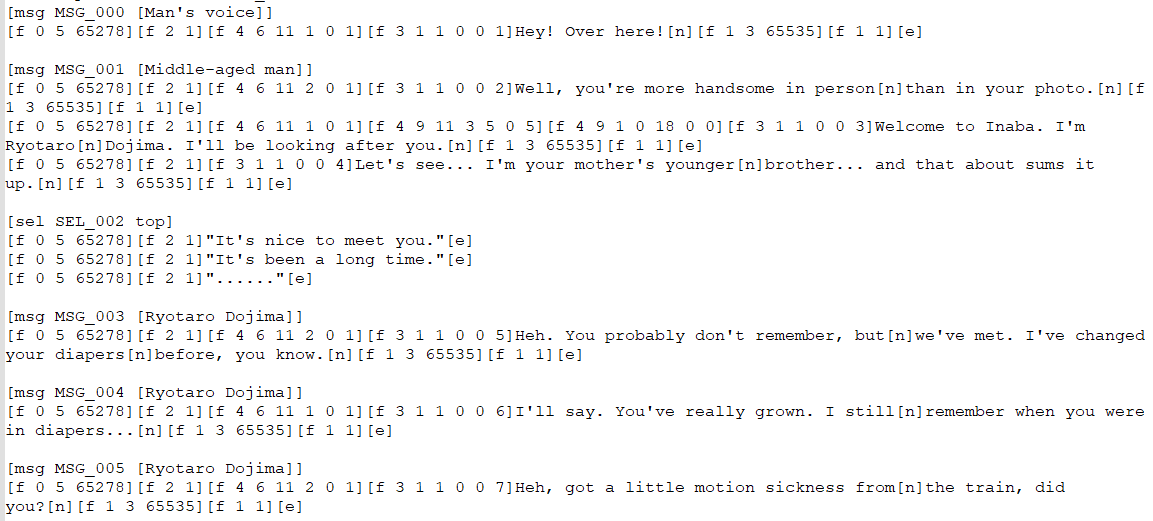 [msg MSG_000 [Man's voice]]
[f 0 5 65278][f 2 1][f 4 6 11 1 0 1][f 3 1 1 0 0 1]Hey! Over here![n][f 1 3 65535][f 1 1][e]
[msg MSG_001 [Middle-aged man]]
[f 0 5 65278][f 2 1][f 4 6 11 2 0 1][f 3 1 1 0 0 2]Well, you're more handsome in person[n]than in your photo.[n][f
1 3 65535][f 1 1][e]
[f 0 5 65278][f 2 1][f 4 6 11 1 0 1][f 4 9 11 3 5 0 5][f 4 9 1 0 18 0 0][f 3 1 1 0 0 3]Welcome to Inaba. I'm
Ryotaro[n]Dojima. I'll be looking after you.[n][f 1 3 65535][f 1 1][e]
[f 0 5 65278][f 2 1][f 3 1 1 0 0 4]Let's see... I'm your mother's younger[n]brother... and that about sums it
up.[n][f 1 3 65535][f 1 1][e]
[sel SEL_002 top]
[f 0 5 65278][f 2 1]"It's nice to meet you."[e]
[f 0 5 65278][f 2 1]"It's been a long time."[e]
[f 0 5 65278][f 2 1]"......"[e]
[msg MSG_003 [Ryotaro Dojima]]
[f 0 5 65278][f 2 1][f 4 6 11 2 0 1][f 3 1 1 0 0 5]Heh. You probably don't remember, but[n]we've met. I've changed
your diapers[n]before, you know.[n][f 1 3 65535][f 1 1][e]
[msg MSG_004 [Ryotaro Dojima]]
[f 0 5 65278][f 2 1][f 4 6 11 1 0 1][f 3 1 1 0 0 6]I'll say. You've really grown. I still[n]remember when you were
in diapers...[n][f 1 3 65535][f 1 1][e]
[msg MSG_005 [Ryotaro Dojima]]
[f 0 5 65278][f 2 1][f 4 6 11 2 0 1][f 3 1 1 0 0 7]Heh, got a little motion sickness from[n]the train, did
you?[n][f 1 3 65535][f 1 1][e]